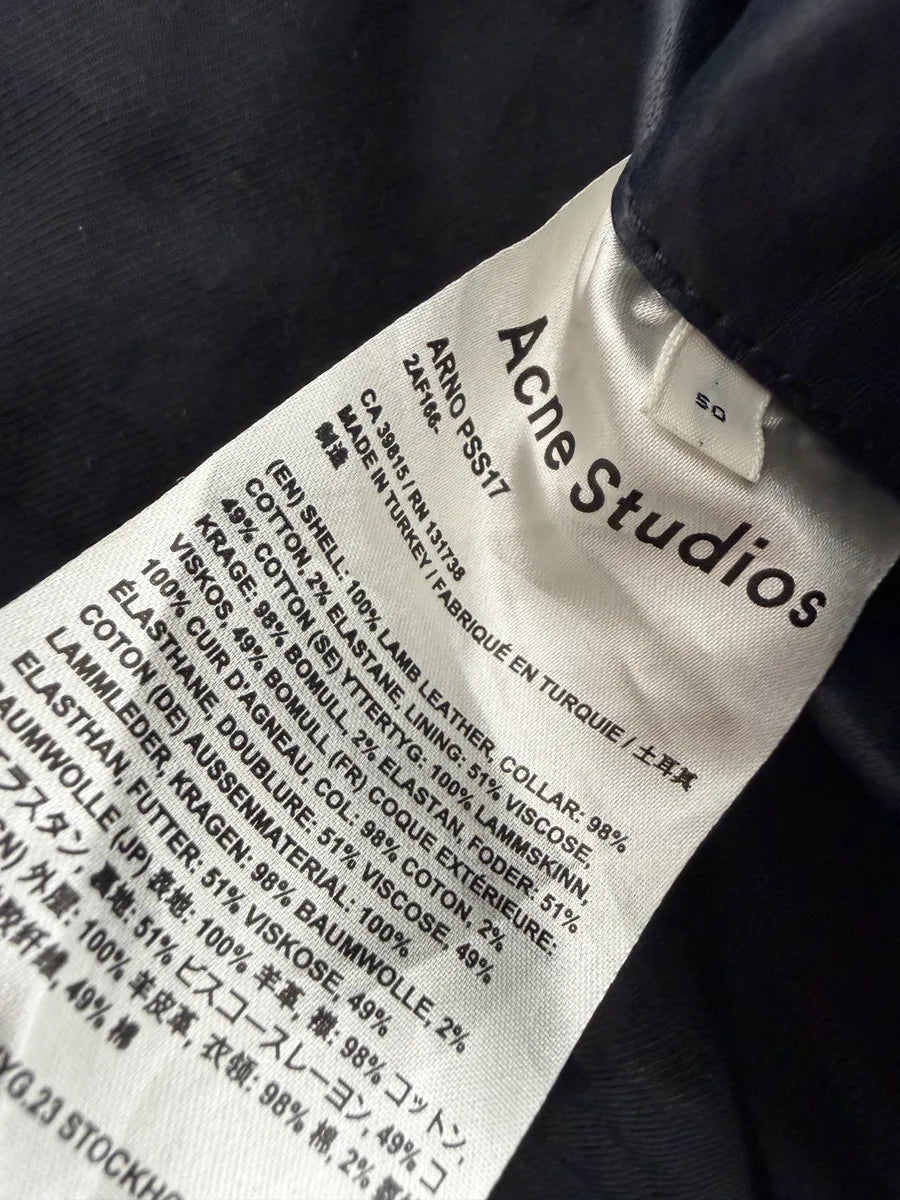 50
Acne Studios
ARNO PSS17
2AF166-
CA 39815 / RN 131738
MADE IN TURKEY / FABRIQUÉ EN TURQUIE / 土耳其
製造
(EN) SHELL: 100% LAMB LEATHER, COLLAR: 98%
COTTON, 2% ELASTANE, LINING: 51% VISCOSE,
49% COTTON (SE) YTTERTYG: 100% LAMMSKINN,
KRAGE: 98% BOMULL, 2% ELASTAN, FODER: 51%
VISKOS, 49% BOMULL (FR) COQUE EXTÉRIEURE:
100% CUIR D'AGNEAU, COL: 98% COTON, 2%
ÉLASTHANE, DOUBLURE: 51% VISCOSE, 49%
COTON (DE) AUSSENMATERIAL: 100%
LAMMLEDER, KRAGEN: 98% BAUMWOLLE, 2%
ELASTHAN, FUTTER: 51% VISKOSE, 49%
BAUMWOLLE (JP) 表地: 100% 羊革, 襟: 98% コットン,
エラスタン, 裏地: 51% ビスコースレーヨン, 49% コ
外層: 100% 羊皮革, 衣领: 98% 棉, 2%
纤維, 49% 棉
YG.23